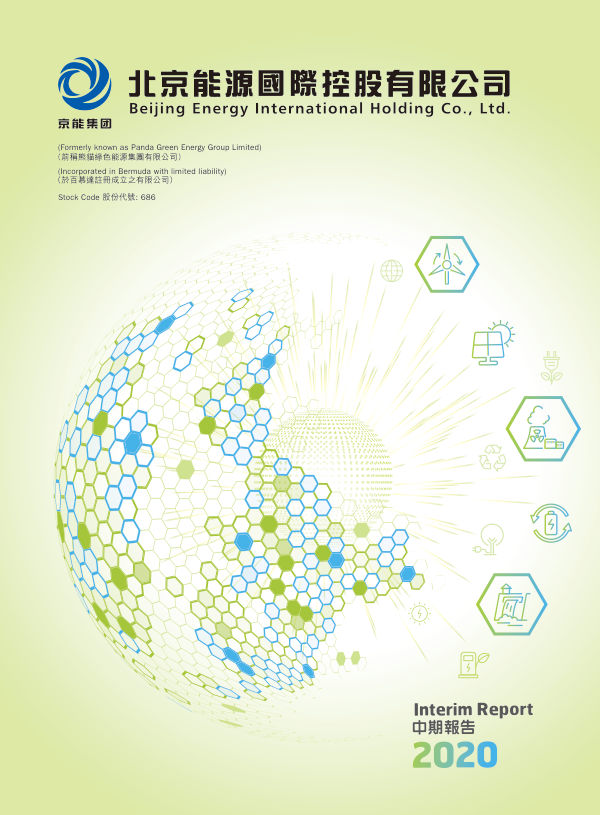 北京能源國際控股有限公司
Beijing Energy International Holding Co., Ltd.
京能集团
(Formerly known as Panda Green Energy Group Limited)
(前稱熊貓綠色能源集團有限公司)
(Incorporated in Bermuda with limited liability)
(於百慕達註冊成立之有限公司)
Stock Code 股份代號: 686
Interim Report
中期報告
2020